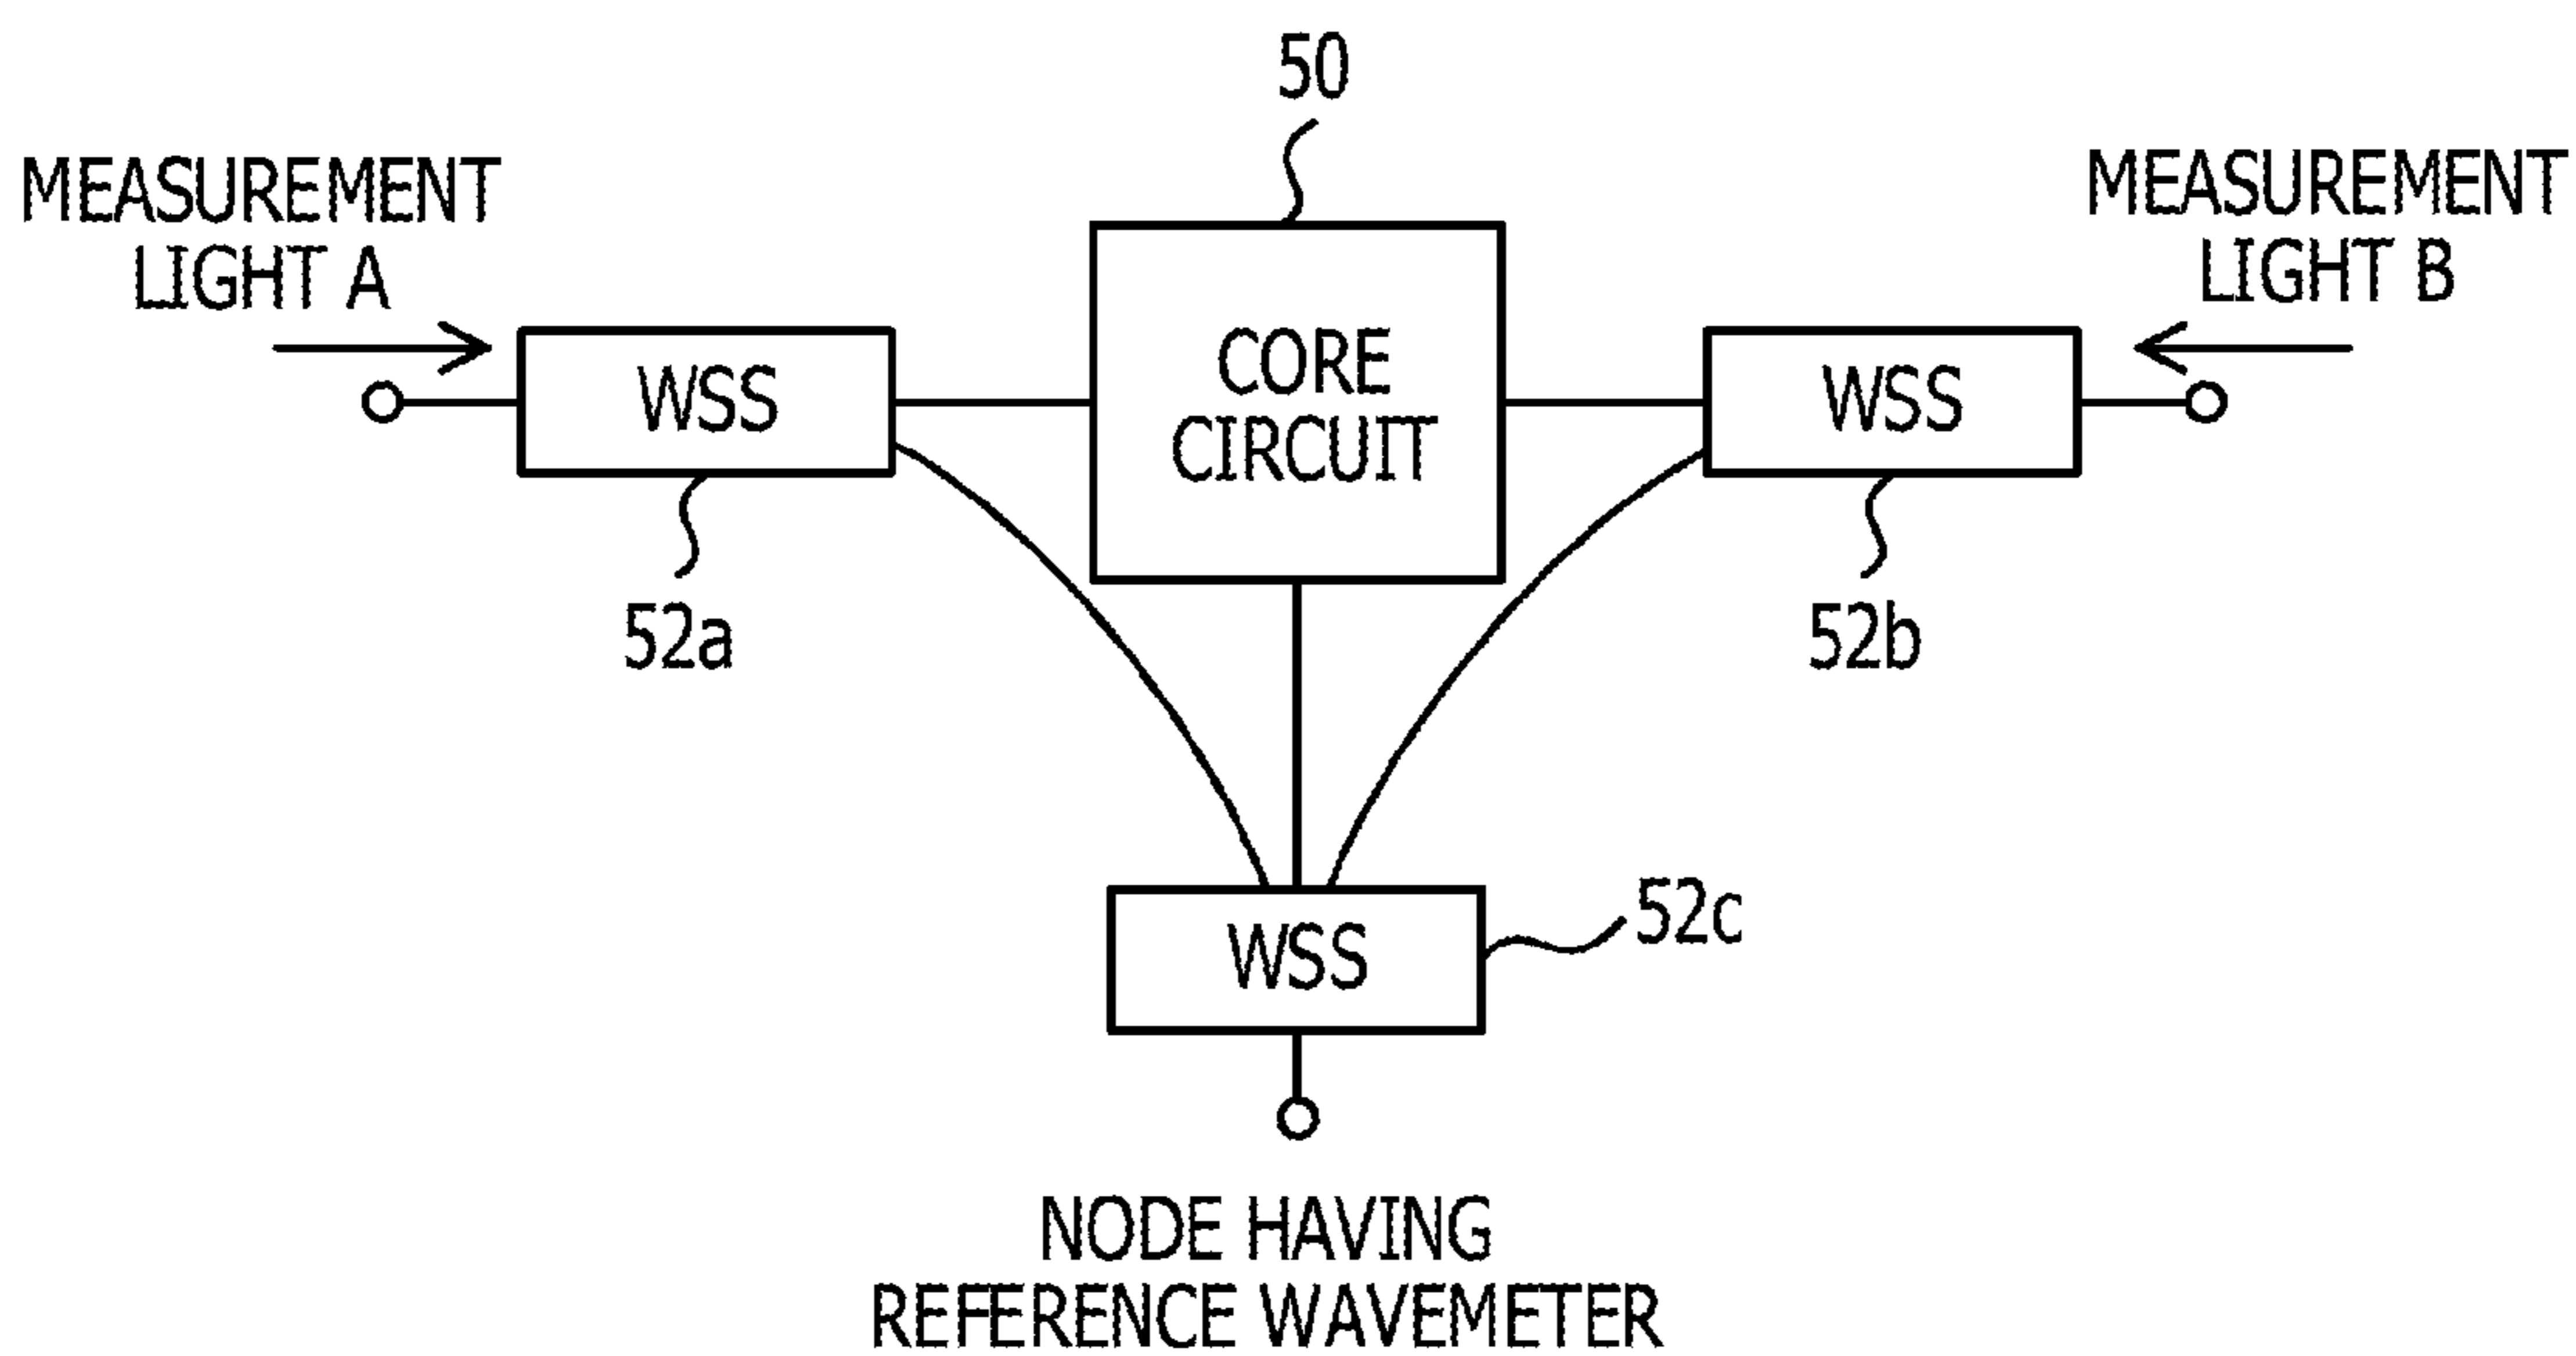 50
MEASUREMENT
LIGHT A
MEASUREMENT
LIGHT B
WSS
CORE
CIRCUIT
WSS
52a
52b
WSS
52c
NODE HAVING
REFERENCE WAVEMETER